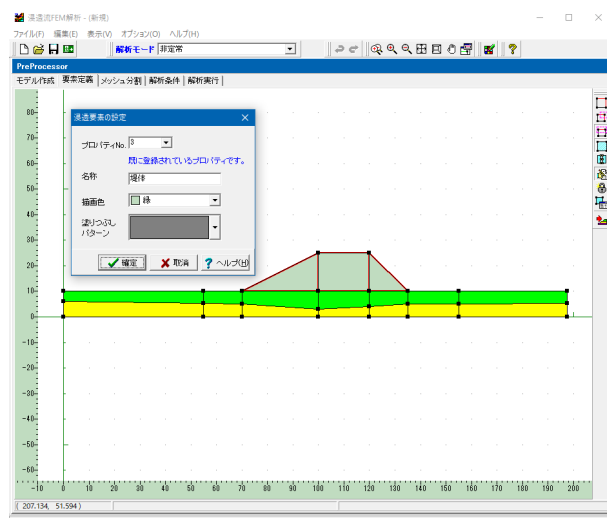 浸透流FEM解析 - (新規)
ファイル(F) 編集(E) 表示(V) オプション(O) ヘルプ(H)
解析モード 非定常
PreProcessor
モデル作成 要素定義 メッシュ分割 解析条件 解析実行
浸透要素の設定
プロパティNo. 3
既に登録されているプロパティです。
名称 堤体
描画色 緑
塗りつぶし
パターン
確定 取消 ヘルプ(H)
80
70
60
50
40
30
20
10
0
-10
-20
-30
-40
-50
-60
-10 0 10 20 30 40 50 60 70 80 90 100 110 120 130 140 150 160 170 180 190 200
( 207.134, 51.594 )